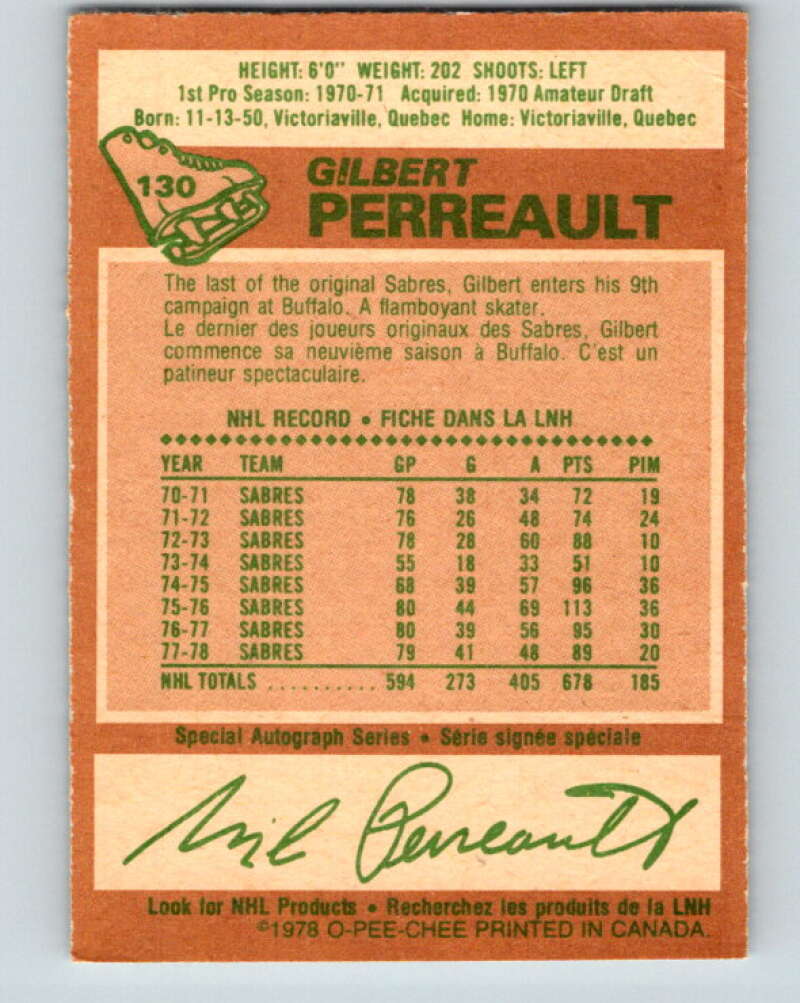 HEIGHT: 6'0" WEIGHT: 202 SHOOTS: LEFT
1st Pro Season: 1970-71 Acquired: 1970 Amateur Draft
Born: 11-13-50, Victoriaville, Quebec Home: Victoriaville, Quebec
130
GILBERT
PERREAULT
The last of the original Sabres, Gilbert enters his 9th
campaign at Buffalo. A flamboyant skater.
Le dernier des joueurs originaux des Sabres, Gilbert
commence sa neuvième saison à Buffalo. C'est un
patineur spectaculaire.
NHL RECORD • FICHE DANS LA LNH
YEAR TEAM GP G A PTS PIM
70-71 SABRES 78 38 34 72 19
71-72 SABRES 76 26 48 74 24
72-73 SABRES 78 28 60 88 10
73-74 SABRES 55 18 33 51 10
74-75 SABRES 68 39 57 96 36
75-76 SABRES 80 44 69 113 36
76-77 SABRES 80 39 56 95 30
77-78 SABRES 79 41 48 89 20
NHL TOTALS .......... 594 273 405 678 185
Special Autograph Series • Série signée spéciale
Gil Perreault
Look for NHL Products • Recherchez les produits de la LNH
©1978 O-PEE-CHEE PRINTED IN CANADA.